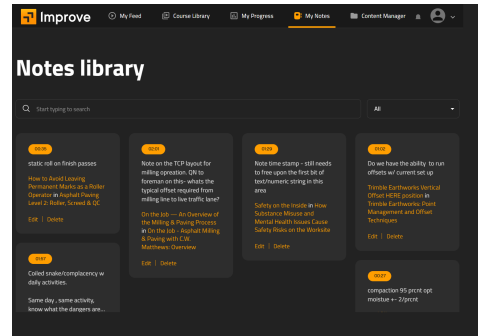 Improve
My Feed
Course Library
My Progress
My Notes
Content Manager
Notes library
Start typing to search
All
00:36
static roll on finish passes
How to Avoid Leaving
Permanent Marks as a Roller
Operator in Asphalt Paving
Level 2: Roller, Screed & QC
Edit | Delete
02:01
Note on the TCP layout for
milling opreation. QN to
foreman on this- whats the
typical offset required from
milling line to live traffic lane?
On the Job — An Overview of
the Milling & Paving Process
in On the Job - Asphalt Milling
& Paving with C.W.
Matthews: Overview
Edit | Delete
01:29
Note time stamp - still needs
to free upon the first bit of
text/numeric string in this
area
Safety on the Inside in How
Substance Misuse and
Mental Health Issues Cause
Safety Risks on the Worksite
Edit | Delete
01:02
Do we have the ability to run
offsets w/ current set up
Trimble Earthworks Vertical
Offset HERE position in
Trimble Earthworks: Point
Management and Offset
Techniques
Edit | Delete
01:07
Coiled snake/complacency w
daily activities.
Same day , same activity,
know what the dangers are...
00:27
compaction 95 prcnt opt
moistue +- 2/prcnt